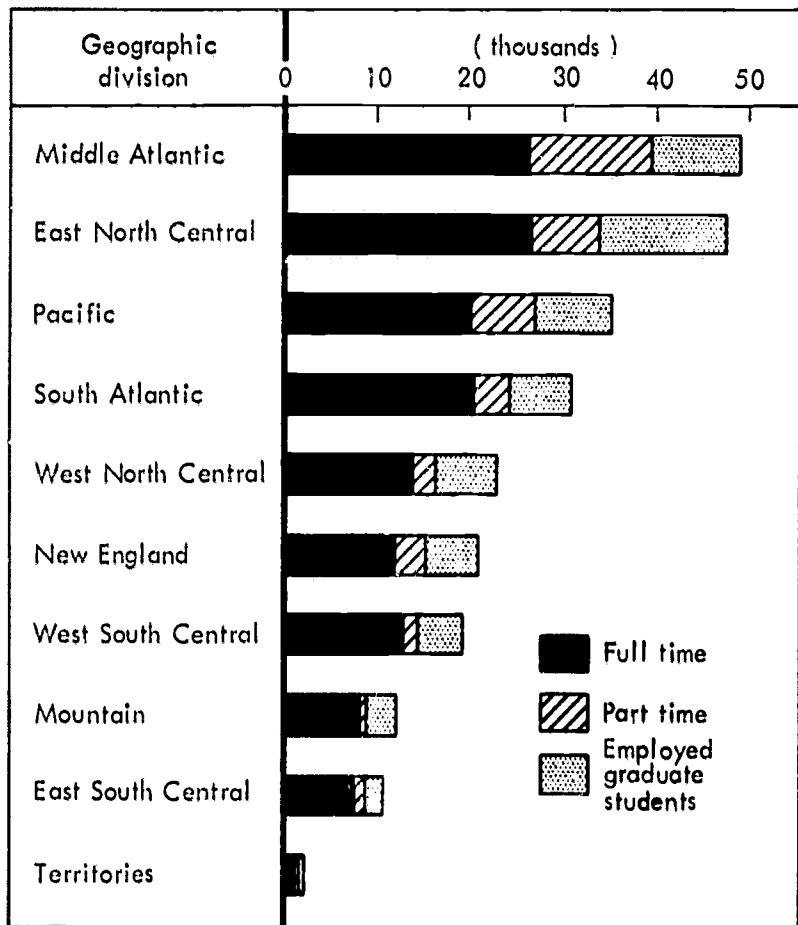 Geographic
division
( thousands )
0 10 20 30 40 50
Middle Atlantic
East North Central
Pacific
South Atlantic
West North Central
New England
West South Central
Mountain
East South Central
Territories
Full time
Part time
Employed
graduate
students